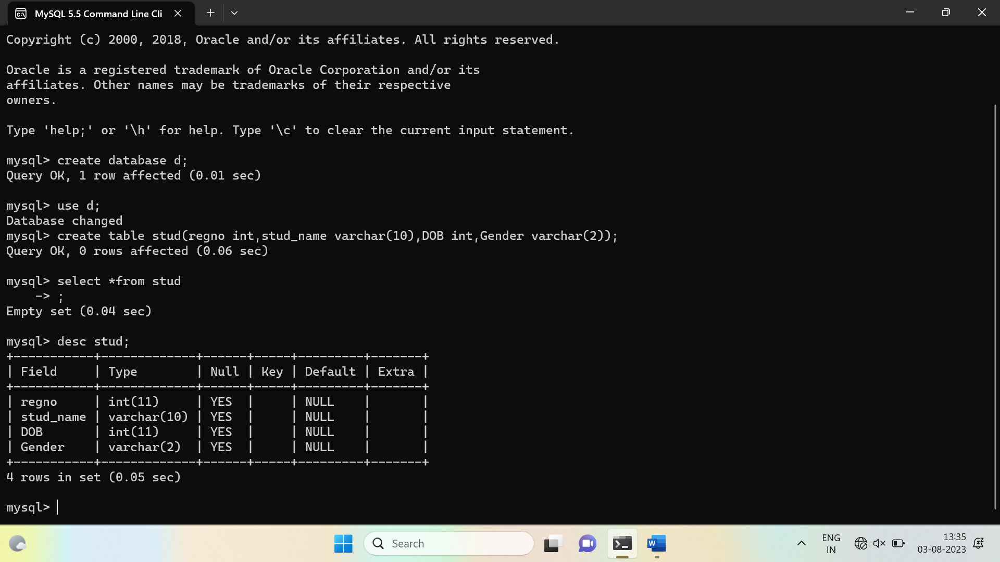 MySQL 5.5 Command Line Cli
Copyright (c) 2000, 2018, Oracle and/or its affiliates. All rights reserved.
Oracle is a registered trademark of Oracle Corporation and/or its
affiliates. Other names may be trademarks of their respective
owners.
Type 'help;' or '\h' for help. Type '\c' to clear the current input statement.
mysql> create database d;
Query OK, 1 row affected (0.01 sec)
mysql> use d;
Database changed
mysql> create table stud(regno int,stud_name varchar(10),DOB int,Gender varchar(2));
Query OK, 0 rows affected (0.06 sec)
mysql> select *from stud
    -> ;
Empty set (0.04 sec)
mysql> desc stud;
+-----------+-------------+------+-----+---------+-------+
| Field     | Type        | Null | Key | Default | Extra |
+-----------+-------------+------+-----+---------+-------+
| regno     | int(11)     | YES  |     | NULL    |       |
| stud_name | varchar(10) | YES  |     | NULL    |       |
| DOB       | int(11)     | YES  |     | NULL    |       |
| Gender    | varchar(2)  | YES  |     | NULL    |       |
+-----------+-------------+------+-----+---------+-------+
4 rows in set (0.05 sec)
mysql>
Search
ENG
IN
13:35
03-08-2023